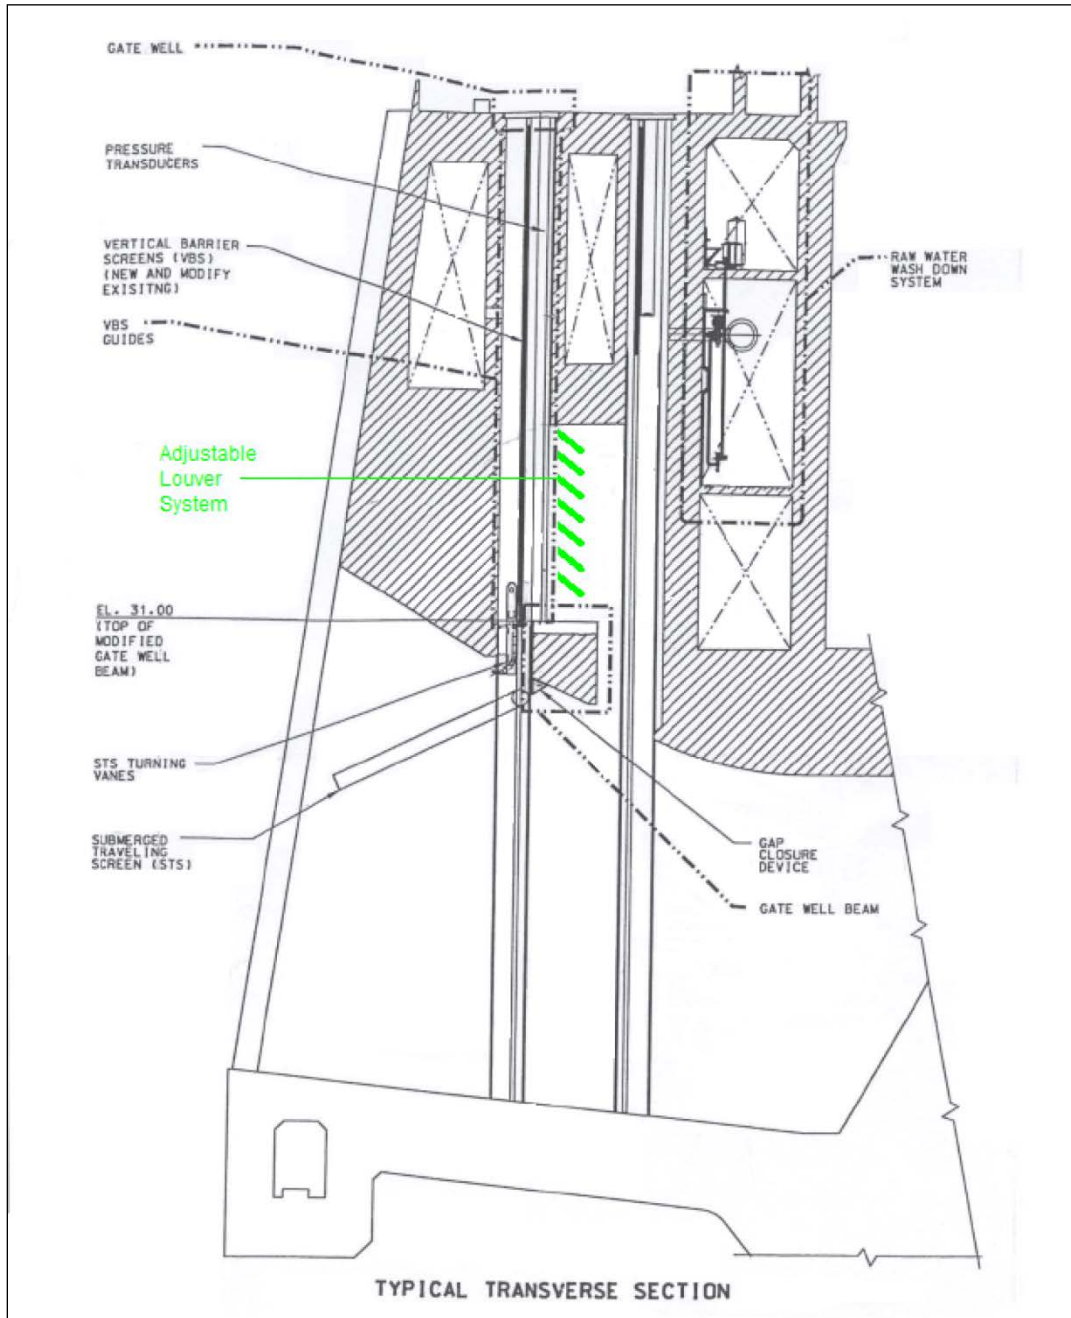 GATE WELL
PRESSURE
TRANSDUCERS
VERTICAL BARRIER
SCREENS (VBS)
(NEW AND MODIFY
EXISITNG)
VBS
GUIDES
RAW WATER
WASH DOWN
SYSTEM
Adjustable
Louver
System
EL. 31.00
(TOP OF
MODIFIED
GATE WELL
BEAM)
STS TURNING
VANES
SUBMERGED
TRAVELING
SCREEN (STS)
GAP
CLOSURE
DEVICE
GATE WELL BEAM
TYPICAL TRANSVERSE SECTION